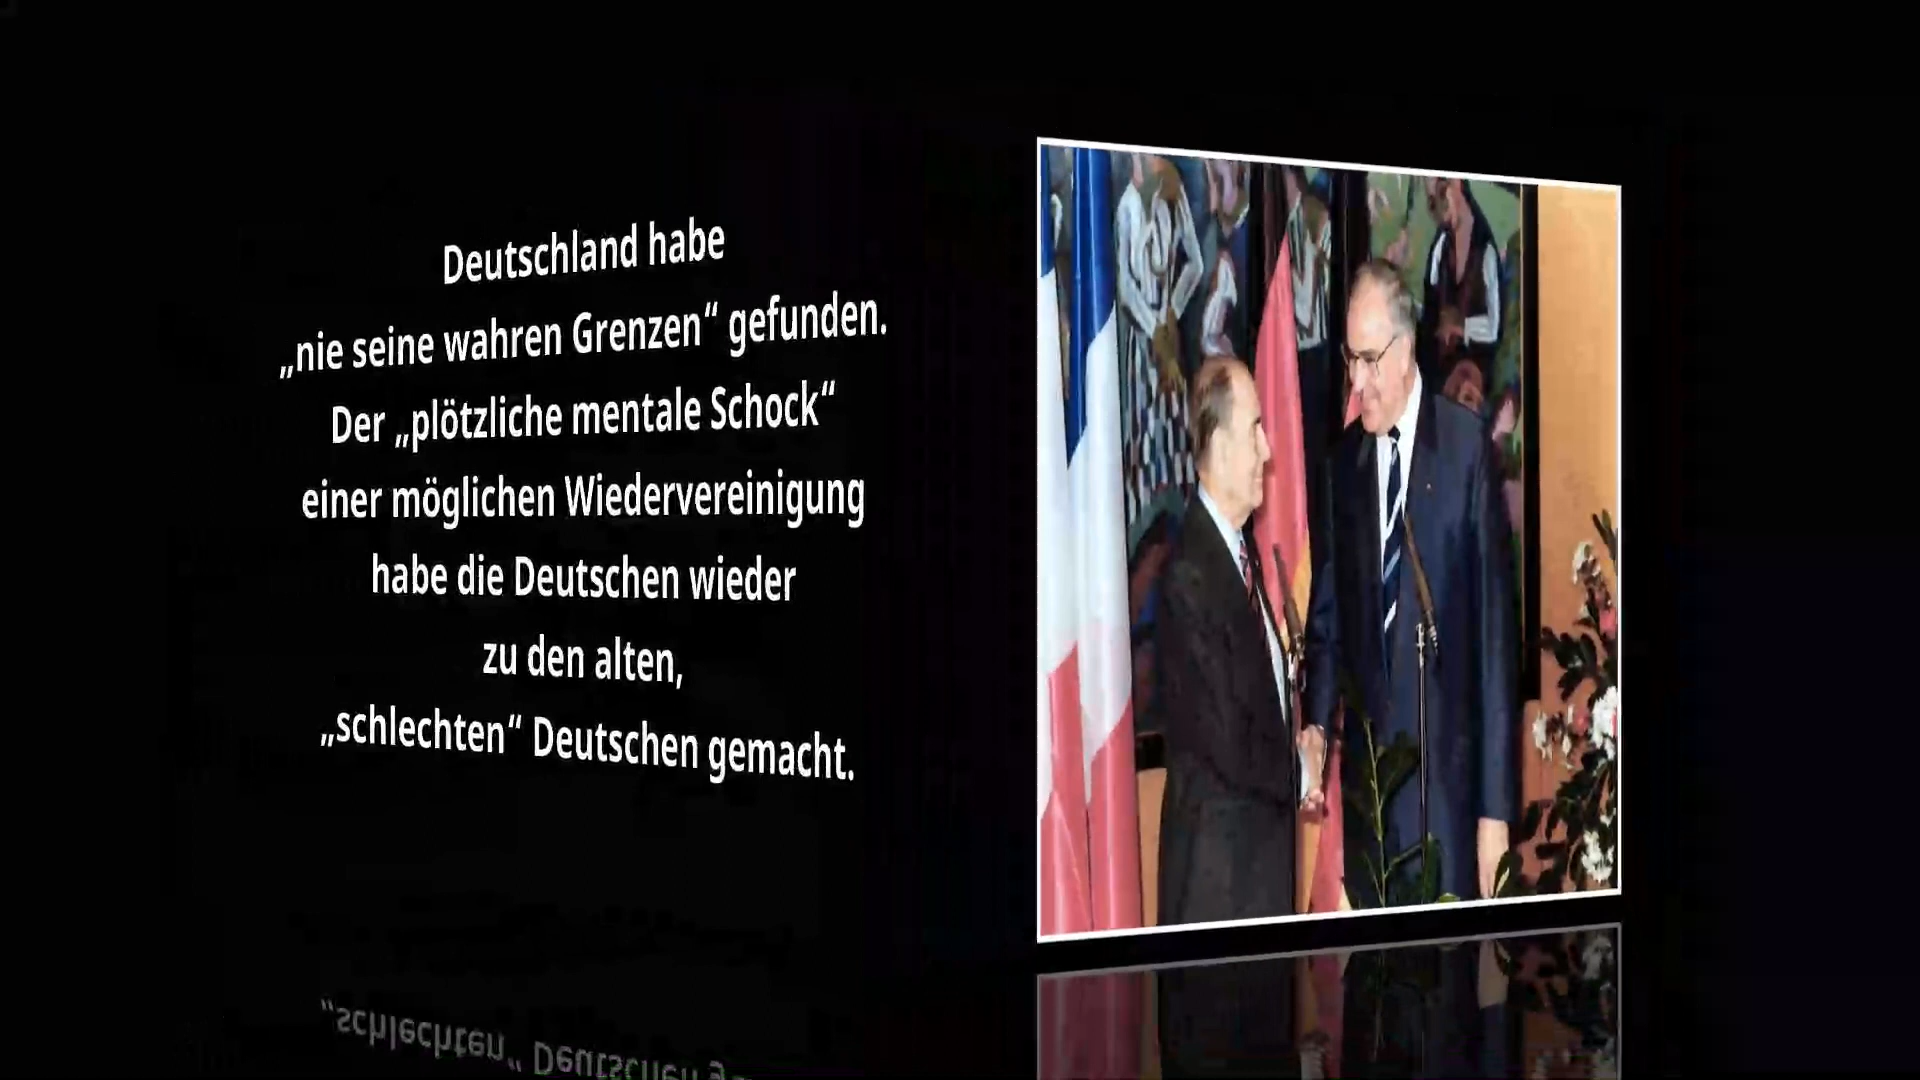 Deutschland habe
„nie seine wahren Grenzen“ gefunden.
Der „plötzliche mentale Schock“
einer möglichen Wiedervereinigung
habe die Deutschen wieder
zu den alten,
„schlechten“ Deutschen gemacht.